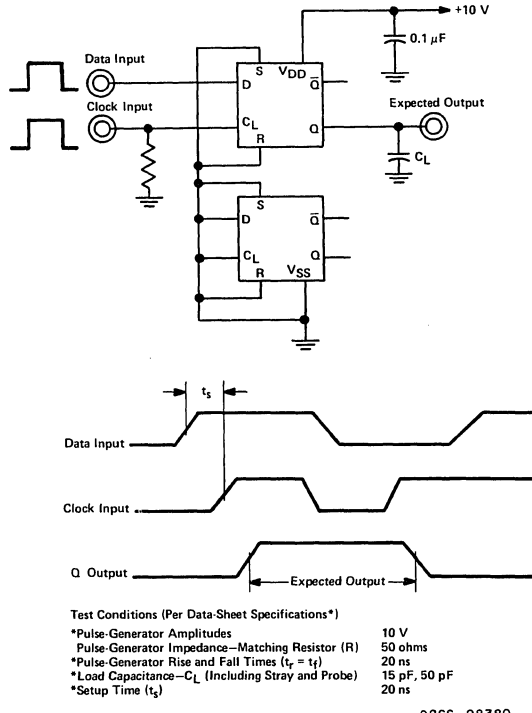 +10 V
0.1 µF
Data Input
S
VDD
Q̅
D
Clock Input
Expected Output
CL
Q
R
CL
S
Q̅
D
CL
Q
R
VSS
ts
Data Input
Clock Input
Q Output
Expected Output
Test Conditions (Per Data-Sheet Specifications*)
*Pulse-Generator Amplitudes 10 V
Pulse-Generator Impedance—Matching Resistor (R) 50 ohms
*Pulse-Generator Rise and Fall Times (tr = tf) 20 ns
*Load Capacitance—CL (Including Stray and Probe) 15 pF, 50 pF
*Setup Time (ts) 20 ns